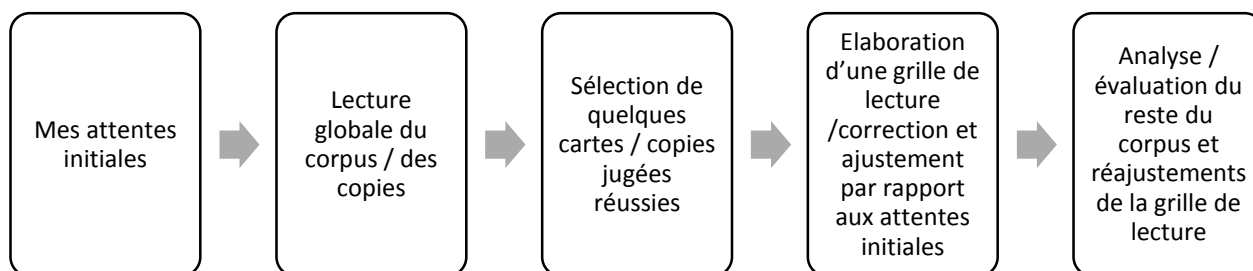 Mes attentes
initiales
Lecture
globale du
corpus / des
copies
Sélection de
quelques
cartes / copies
jugées
réussies
Elaboration
d'une grille de
lecture
/correction et
ajustement
par rapport
aux attentes
initiales
Analyse /
évaluation du
reste du
corpus et
réajustements
de la grille de
lecture